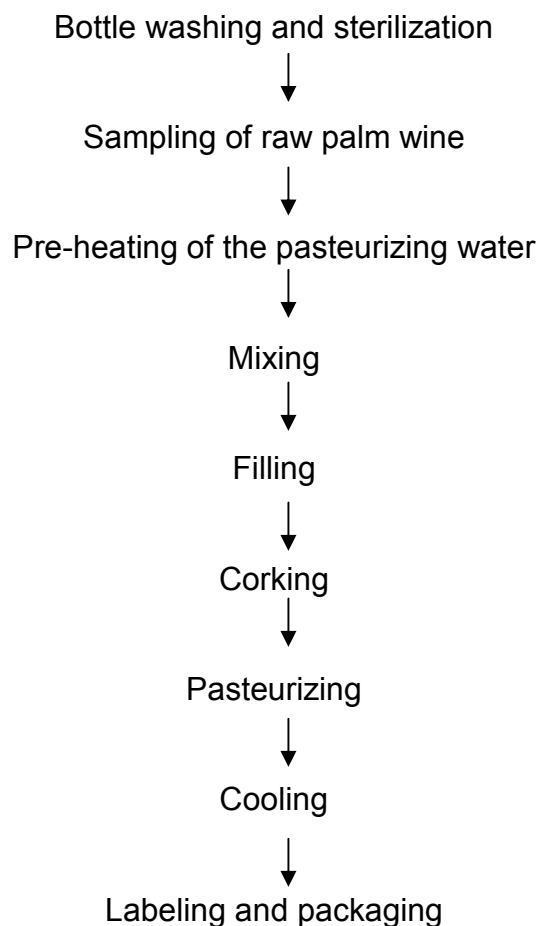 Bottle washing and sterilization
Sampling of raw palm wine
Pre-heating of the pasteurizing water
Mixing
Filling
Corking
Pasteurizing
Cooling
Labeling and packaging